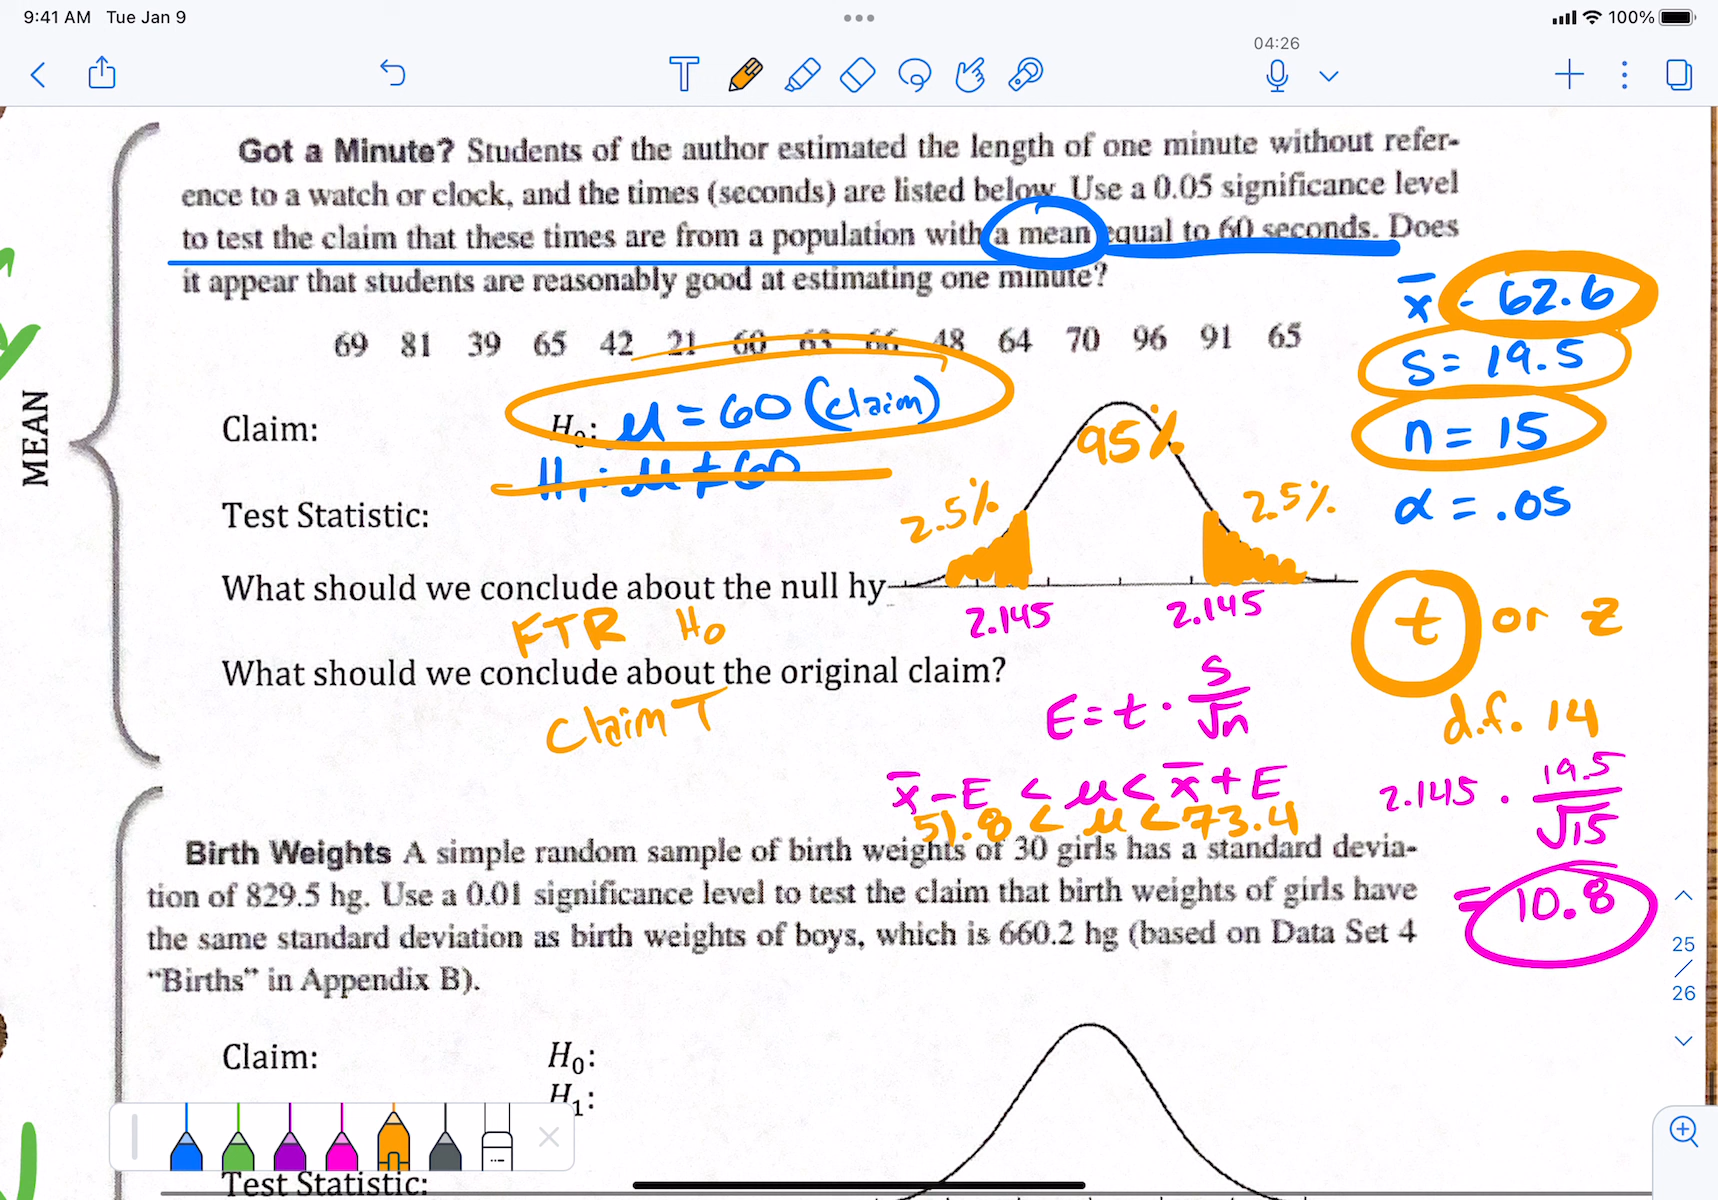 9:41 AM Tue Jan 9
100%
04:26
Got a Minute? Students of the author estimated the length of one minute without refer-
ence to a watch or clock, and the times (seconds) are listed below. Use a 0.05 significance level
to test the claim that these times are from a population with a mean equal to 60 seconds. Does
it appear that students are reasonably good at estimating one minute?
69 81 39 65 42 21 60 63 66 48 64 70 96 91 65
MEAN
x̄ = 62.6
s = 19.5
n = 15
α = .05
Claim:
H₀: μ = 60 (claim)
H₁: μ ≠ 60
95%
2.5%
2.5%
Test Statistic:
What should we conclude about the null hy
2.145
2.145
FTR H₀
t or z
What should we conclude about the original claim?
Claim T
E = t · s/√n
d.f. 14
x̄ − E < μ < x̄ + E
51.8 < μ < 73.4
2.145 · 19.5/√15
= 10.8
Birth Weights A simple random sample of birth weights of 30 girls has a standard devia-
tion of 829.5 hg. Use a 0.01 significance level to test the claim that birth weights of girls have
the same standard deviation as birth weights of boys, which is 660.2 hg (based on Data Set 4
“Births” in Appendix B).
25
/
26
Claim:
H₀:
H₁:
Test Statistic: